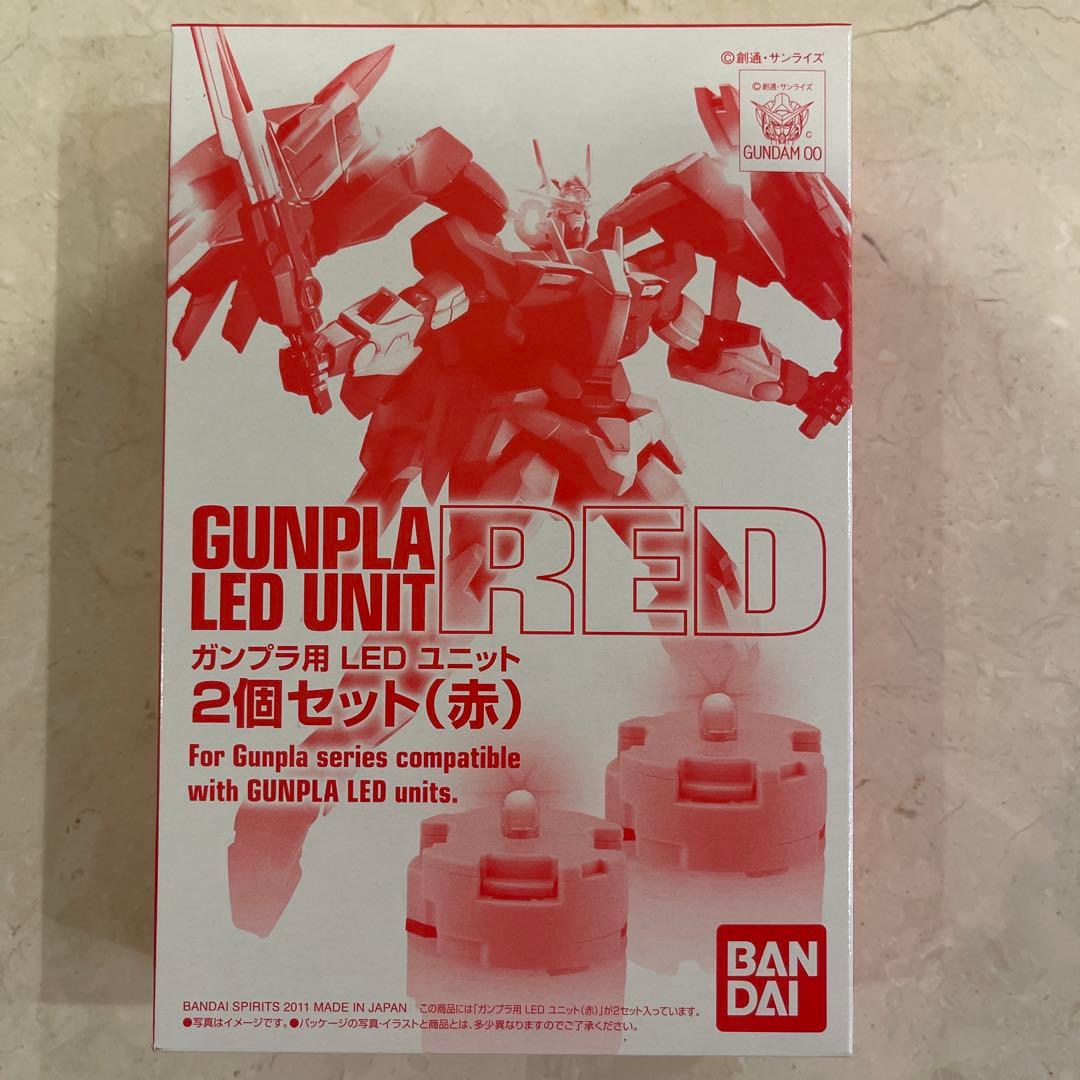 ©創通・サンライズ
©創通・サンライズ
C
GUNDAM 00
GUNPLA
LED UNIT
RED
ガンプラ用 LED ユニット
2個セット(赤)
For Gunpla series compatible
with GUNPLA LED units.
BAN
DAI
BANDAI SPIRITS 2011 MADE IN JAPAN この商品には「ガンプラ用 LED ユニット(赤)」が2セット入っています。
●写真はイメージです。●パッケージの写真・イラストと商品とは、多少異なりますのでご了承ください。